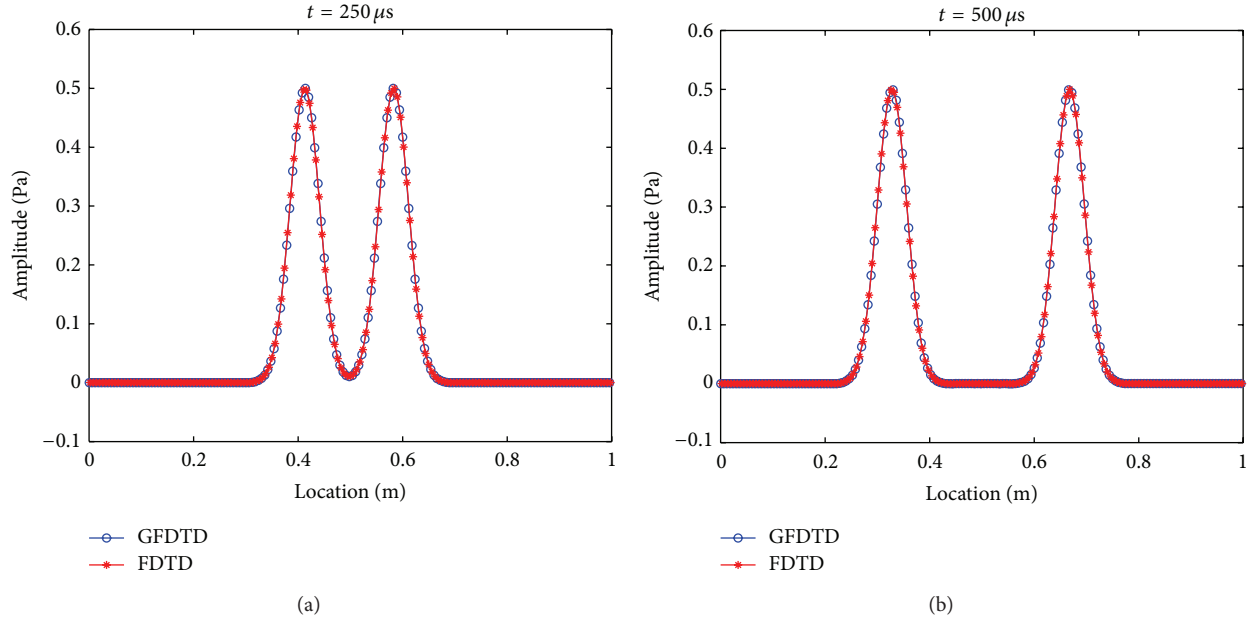 t = 250 μs
0.6
0.5
0.4
0.3
0.2
0.1
0
−0.1
Amplitude (Pa)
0 0.2 0.4 0.6 0.8 1
Location (m)
GFDTD
FDTD
(a)
t = 500 μs
0.6
0.5
0.4
0.3
0.2
0.1
0
−0.1
Amplitude (Pa)
0 0.2 0.4 0.6 0.8 1
Location (m)
GFDTD
FDTD
(b)